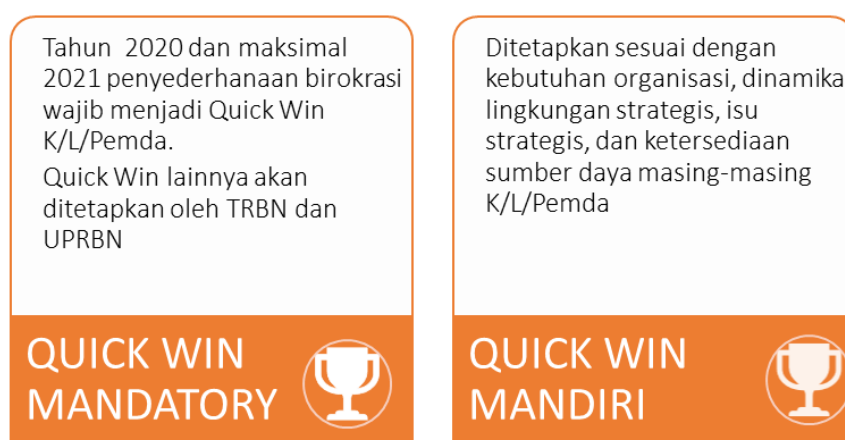 Tahun 2020 dan maksimal
2021 penyederhanaan birokrasi
wajib menjadi Quick Win
K/L/Pemda.
Quick Win lainnya akan
ditetapkan oleh TRBN dan
UPRBN
QUICK WIN
MANDATORY
Ditetapkan sesuai dengan
kebutuhan organisasi, dinamika
lingkungan strategis, isu
strategis, dan ketersediaan
sumber daya masing-masing
K/L/Pemda
QUICK WIN
MANDIRI